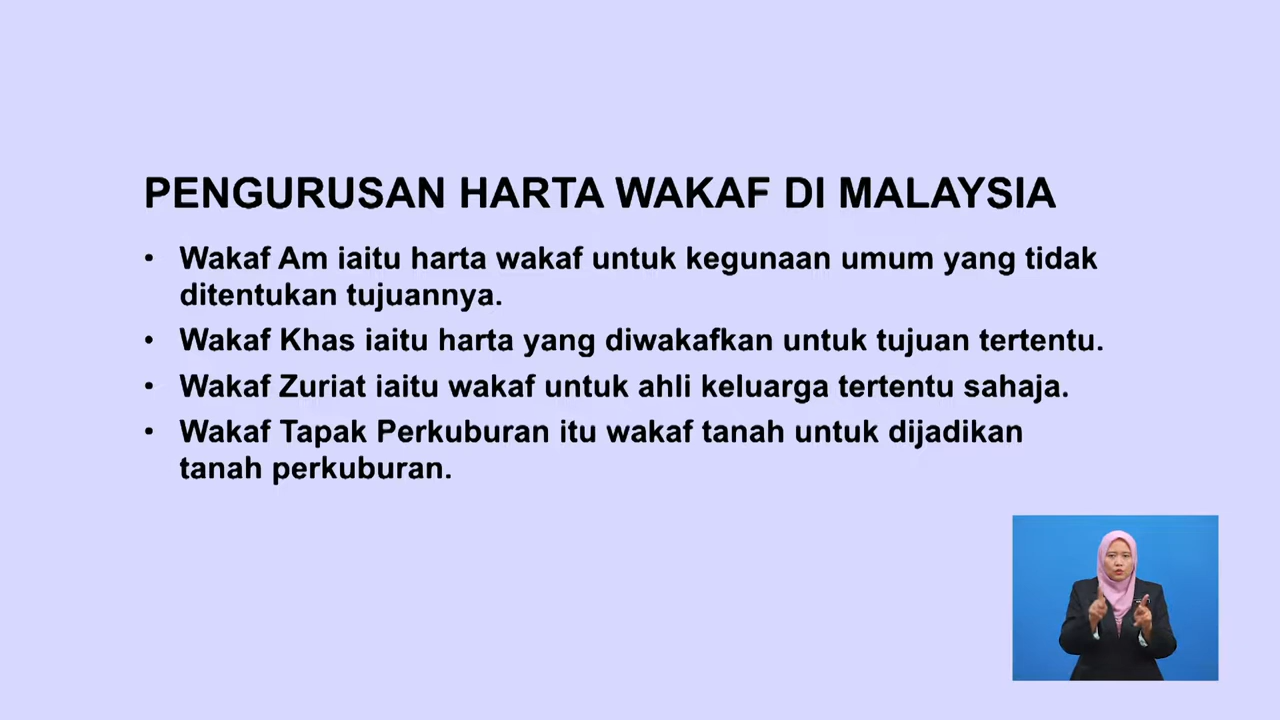 PENGURUSAN HARTA WAKAF DI MALAYSIA
• Wakaf Am iaitu harta wakaf untuk kegunaan umum yang tidak
ditentukan tujuannya.
• Wakaf Khas iaitu harta yang diwakafkan untuk tujuan tertentu.
• Wakaf Zuriat iaitu wakaf untuk ahli keluarga tertentu sahaja.
• Wakaf Tapak Perkuburan itu wakaf tanah untuk dijadikan
tanah perkuburan.